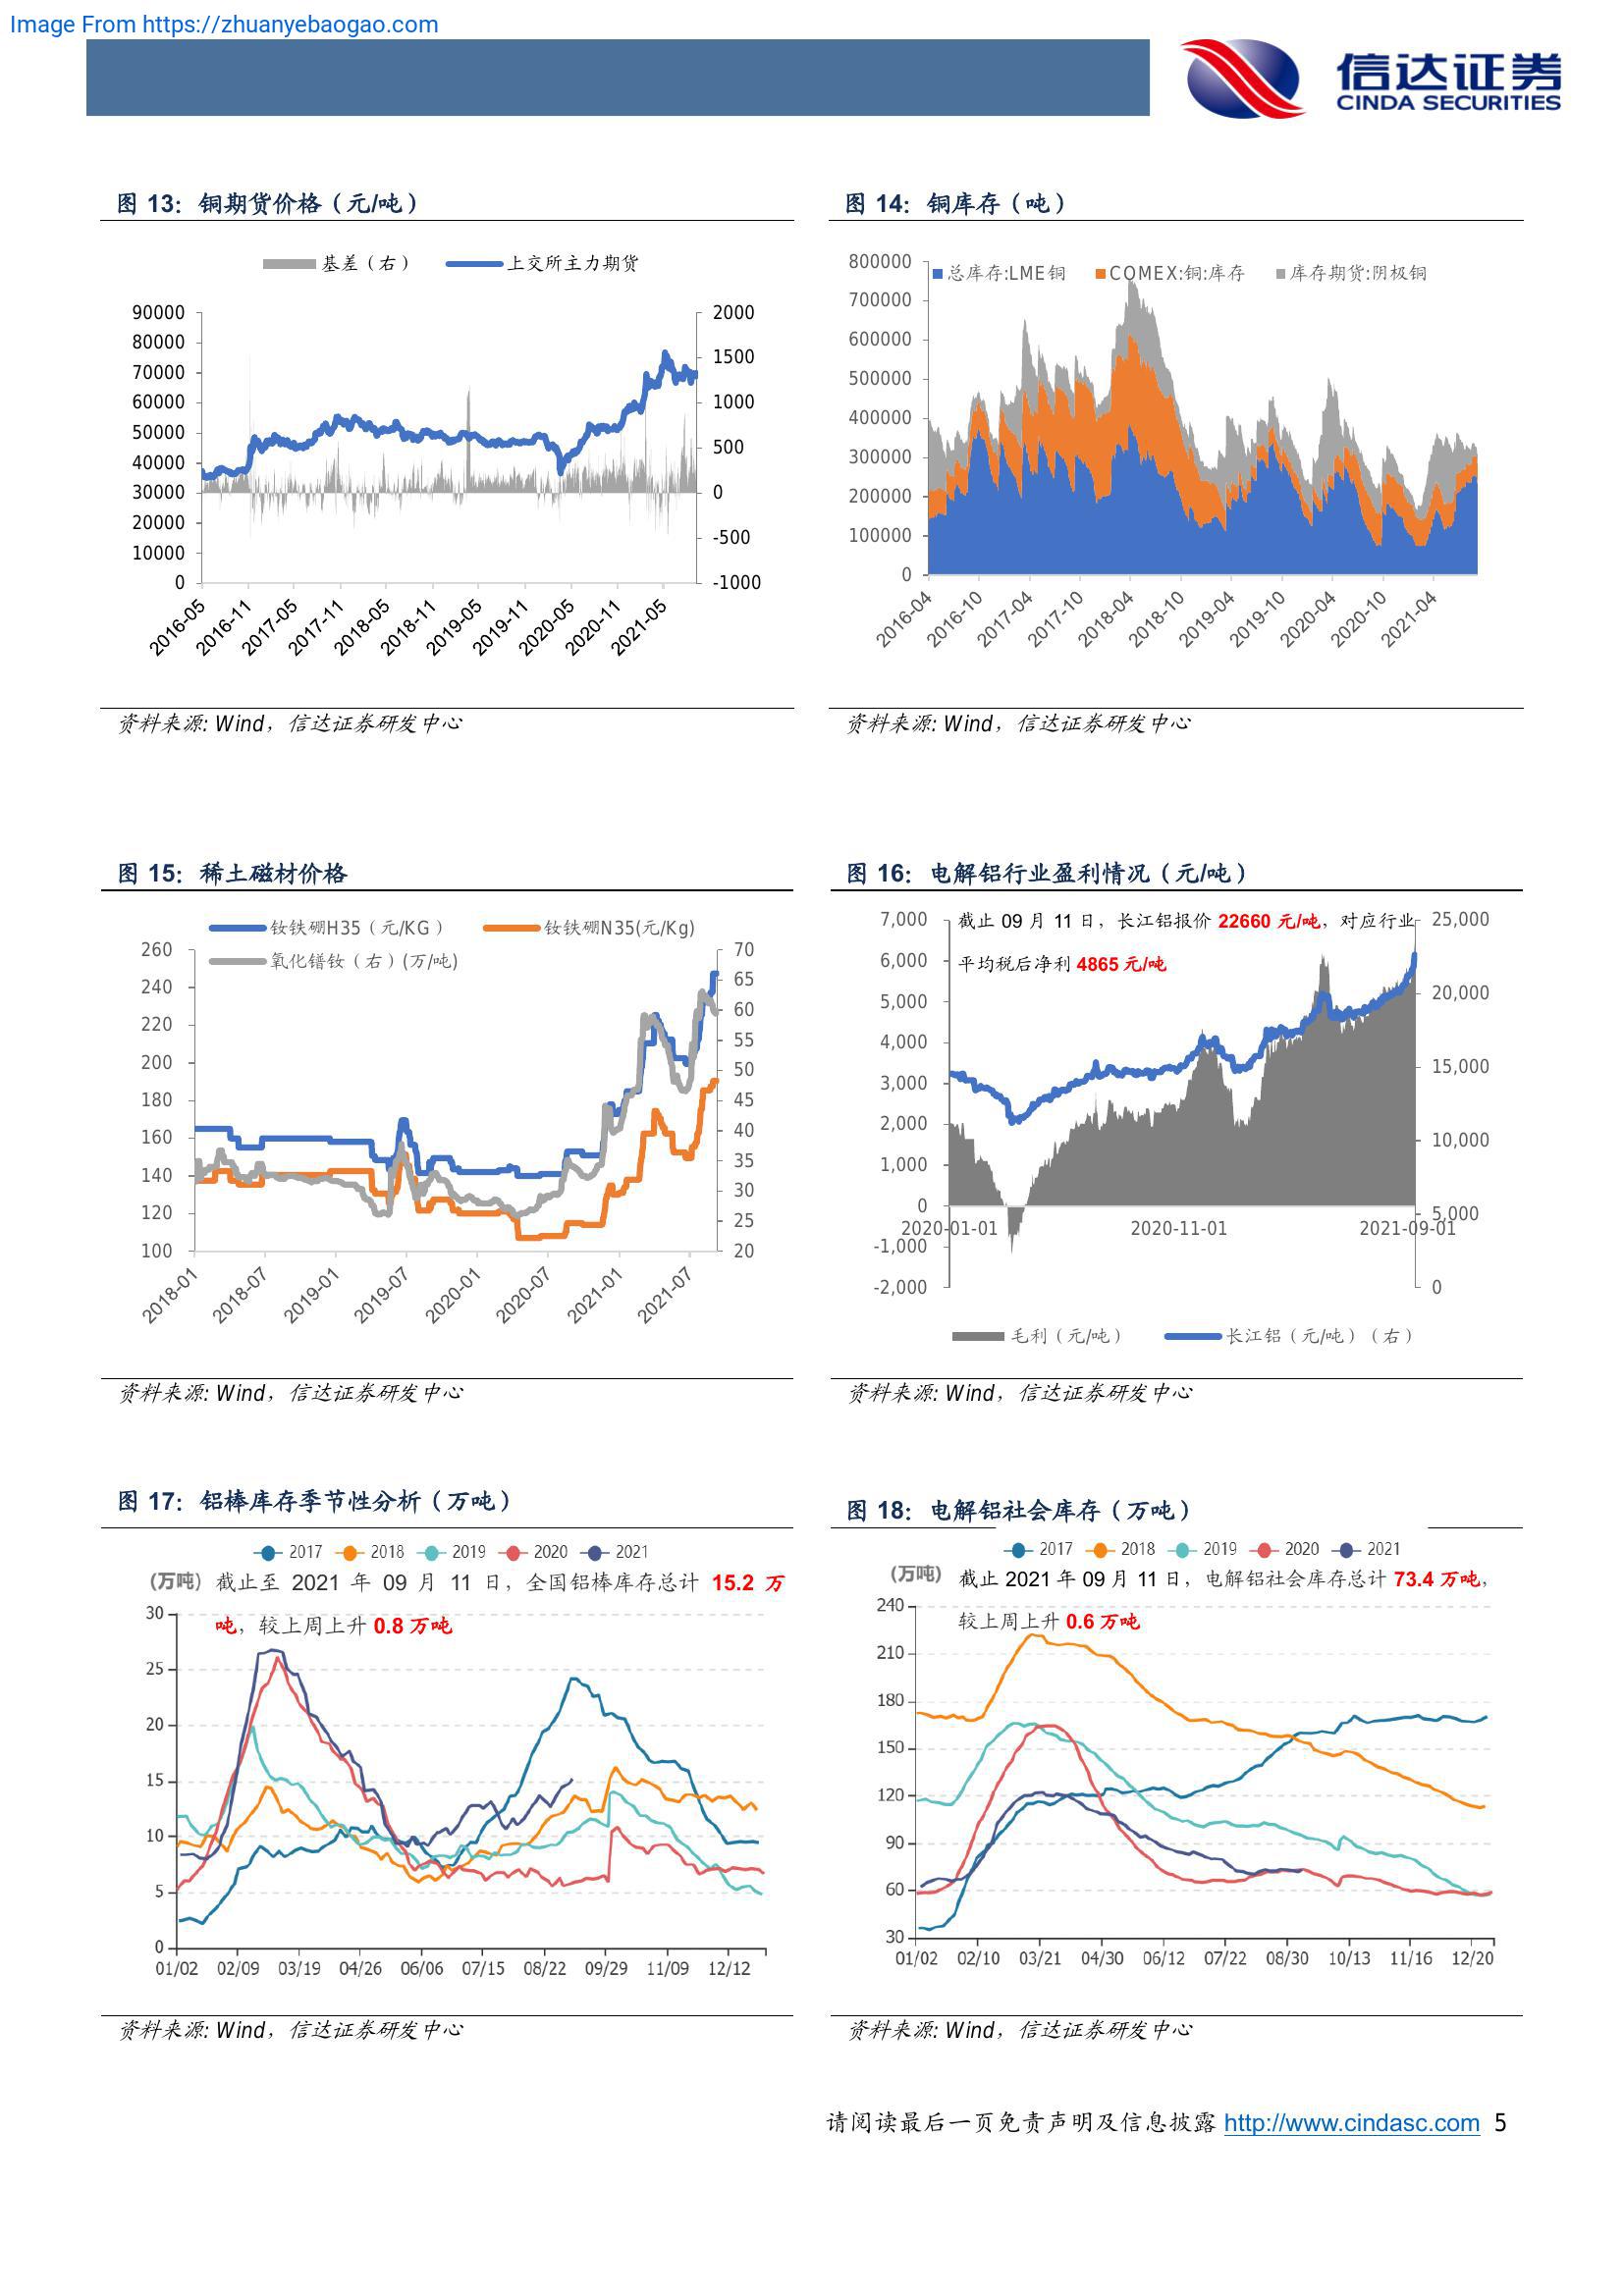 Image From https://zhuanyebaogao.com
信达证券
CINDA SECURITIES
图 13：铜期货价格（元/吨）
基差（右） 上交所主力期货
90000
80000
70000
60000
50000
40000
30000
20000
10000
0
2000
1500
1000
500
0
-500
-1000
2016-05 2016-11 2017-05 2017-11 2018-05 2018-11 2019-05 2019-11 2020-05 2020-11 2021-05
资料来源: Wind，信达证券研发中心
图 14：铜库存（吨）
总库存:LME铜 COMEX:铜:库存 库存期货:阴极铜
800000
700000
600000
500000
400000
300000
200000
100000
0
2016-04 2016-10 2017-04 2017-10 2018-04 2018-10 2019-04 2019-10 2020-04 2020-10 2021-04
资料来源: Wind，信达证券研发中心
图 15：稀土磁材价格
钕铁硼H35（元/KG） 钕铁硼N35(元/Kg)
氧化镨钕（右）(万/吨)
260
240
220
200
180
160
140
120
100
70
65
60
55
50
45
40
35
30
25
20
2018-01 2018-07 2019-01 2019-07 2020-01 2020-07 2021-01 2021-07
资料来源: Wind，信达证券研发中心
图 16：电解铝行业盈利情况（元/吨）
截止 09 月 11 日，长江铝报价 22660 元/吨，对应行业
平均税后净利 4865 元/吨
7,000
6,000
5,000
4,000
3,000
2,000
1,000
0
-1,000
-2,000
25,000
20,000
15,000
10,000
5,000
0
2020-01-01 2020-11-01 2021-09-01
毛利（元/吨） 长江铝（元/吨）（右）
资料来源: Wind，信达证券研发中心
图 17：铝棒库存季节性分析（万吨）
2017 2018 2019 2020 2021
(万吨) 截止至 2021 年 09 月 11 日，全国铝棒库存总计 15.2 万
吨，较上周上升 0.8 万吨
30
25
20
15
10
5
0
01/02 02/09 03/19 04/26 06/06 07/15 08/22 09/29 11/09 12/12
资料来源: Wind，信达证券研发中心
图 18：电解铝社会库存（万吨）
2017 2018 2019 2020 2021
(万吨) 截止 2021 年 09 月 11 日，电解铝社会库存总计 73.4 万吨，
较上周上升 0.6 万吨
240
210
180
150
120
90
60
30
01/02 02/10 03/21 04/30 06/12 07/22 08/30 10/13 11/16 12/20
资料来源: Wind，信达证券研发中心
请阅读最后一页免责声明及信息披露 http://www.cindasc.com 5